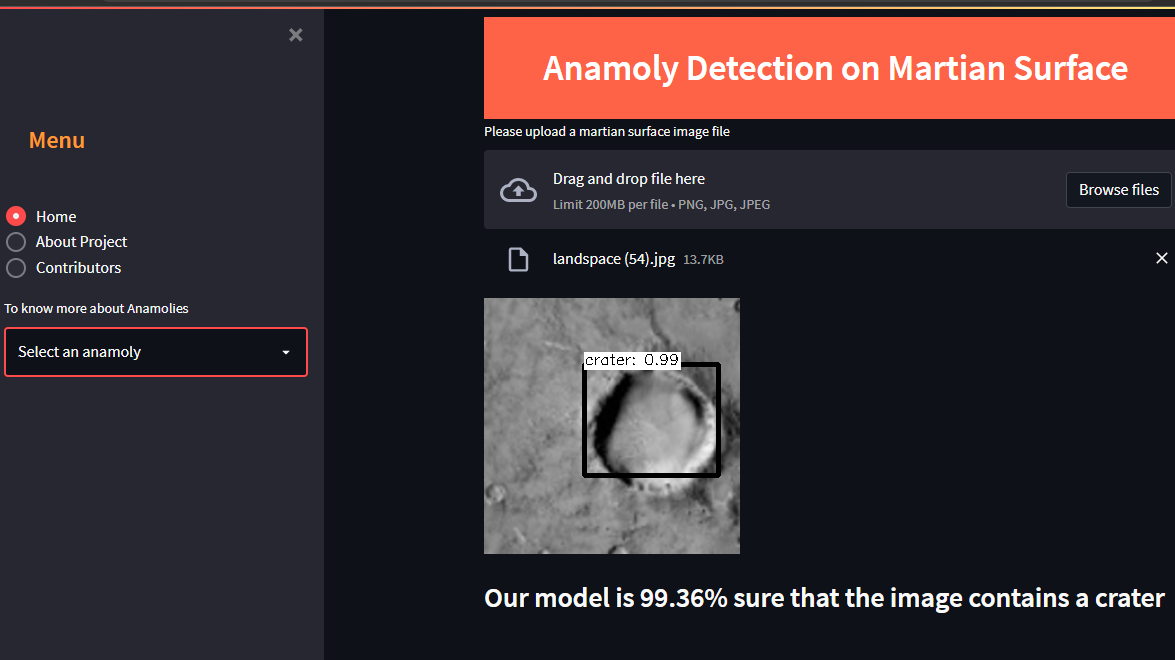 Menu
Home
About Project
Contributors
To know more about Anamolies
Select an anamoly
Anamoly Detection on Martian Surface
Please upload a martian surface image file
Drag and drop file here
Limit 200MB per file • PNG, JPG, JPEG
Browse files
landspace (54).jpg 13.7KB
crater: 0.99
Our model is 99.36% sure that the image contains a crater